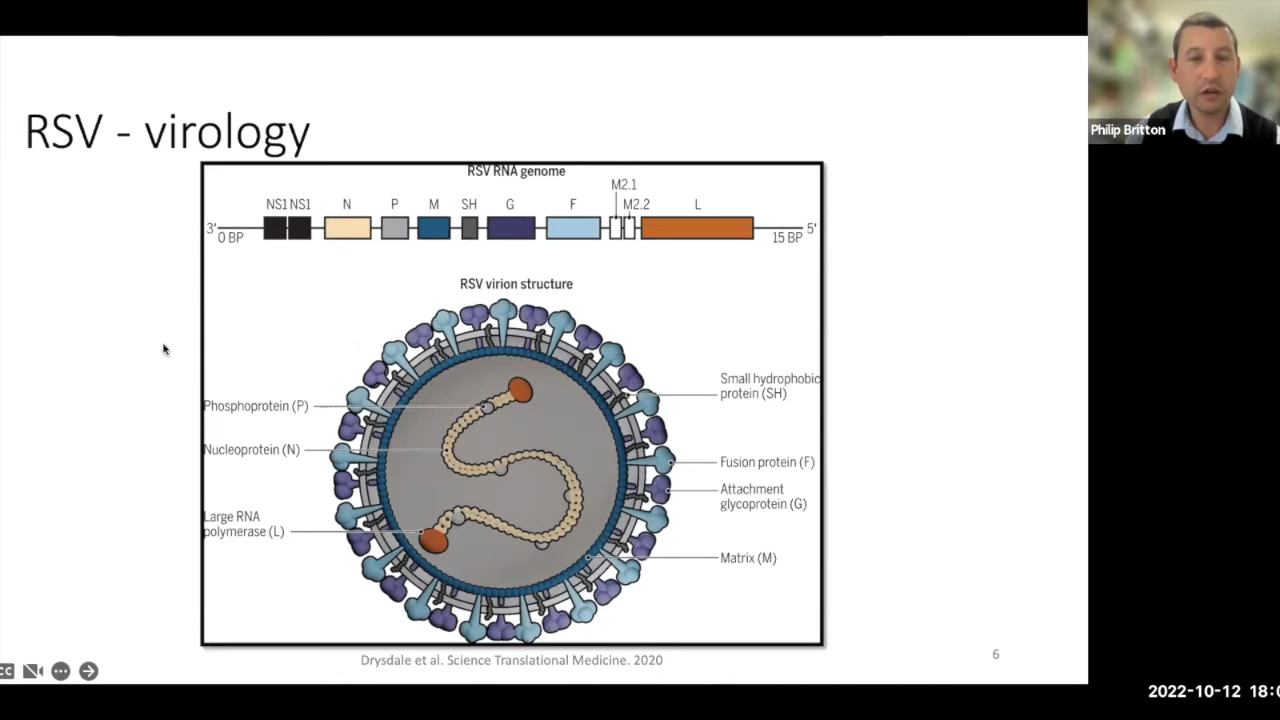 RSV - virology
RSV RNA genome
M2.1
NS1 NS1 N P M SH G F M2.2 L
3' 5'
0 BP 15 BP
RSV virion structure
Small hydrophobic
protein (SH)
Phosphoprotein (P)
Nucleoprotein (N)
Fusion protein (F)
Attachment
glycoprotein (G)
Large RNA
polymerase (L)
Matrix (M)
Drysdale et al. Science Translational Medicine. 2020
6
Philip Britton
CC
2022-10-12 18:0